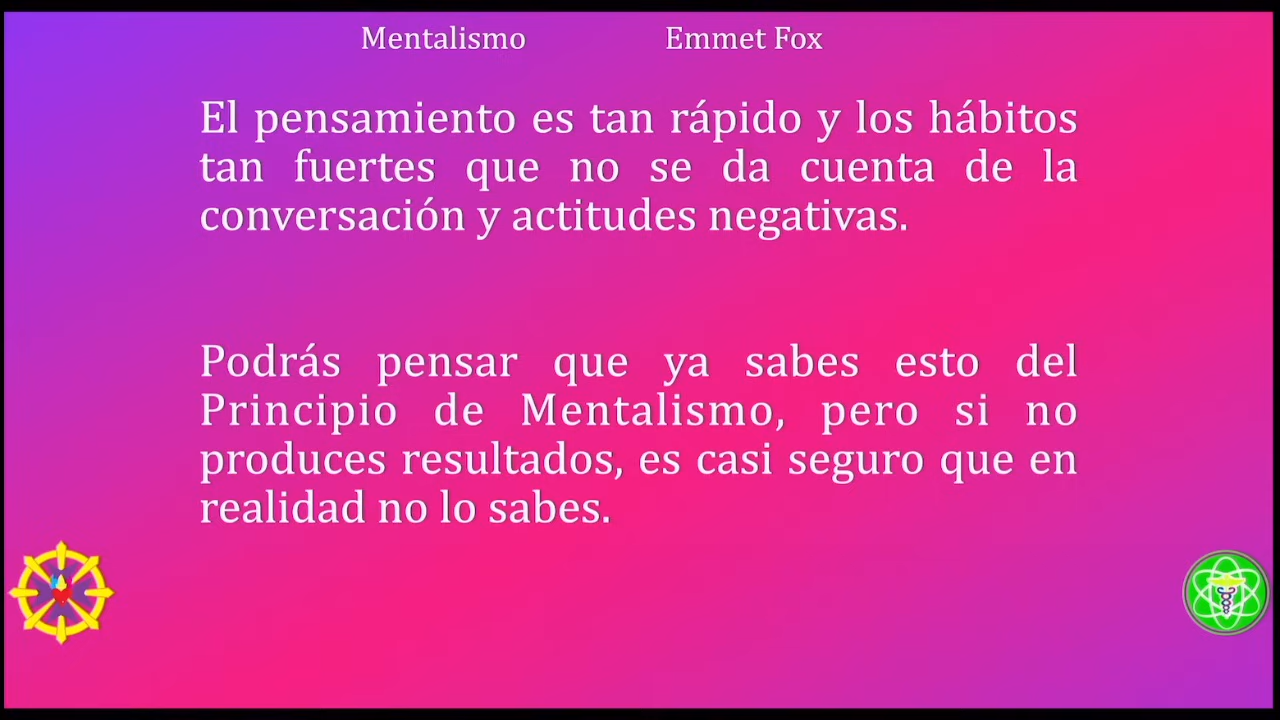 Mentalismo Emmet Fox
El pensamiento es tan rápido y los hábitos
tan fuertes que no se da cuenta de la
conversación y actitudes negativas.
Podrás pensar que ya sabes esto del
Principio de Mentalismo, pero si no
produces resultados, es casi seguro que en
realidad no lo sabes.